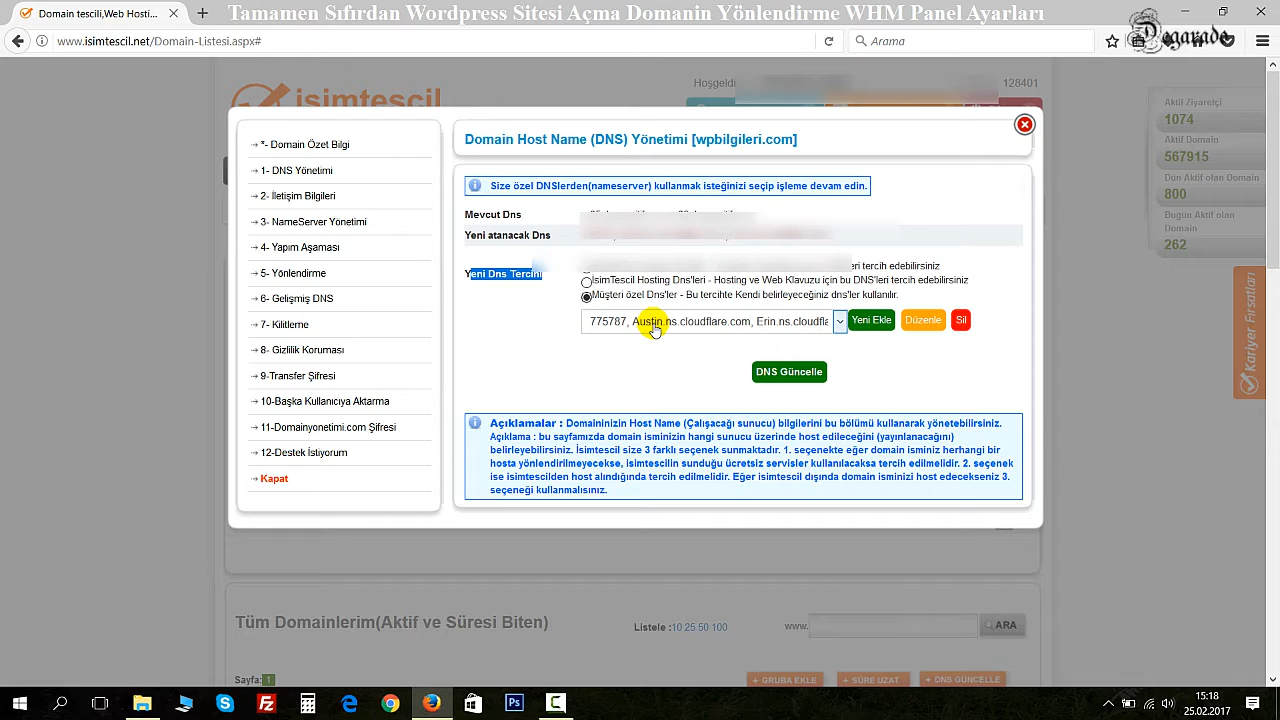 isimtescil,Web Hosti...
Tamamen Sıfırdan Wordpress Sitesi Açma Domanin Yönlendirme WHM Panel Ayarları
www.isimtescil.net/Domain-Listesi.aspx#
Arama
Degarade
Hoşgeldi
128401
isimtescil
Aktif Ziyaretçi
1074
Aktif Domain
567915
Dün Aktif olan Domain
800
Bugün Aktif olan
Domain
262
Kariyer Fırsatları
*- Domain Özet Bilgi
1- DNS Yönetimi
2- İletişim Bilgileri
3- NameServer Yönetimi
4- Yapım Aşaması
5- Yönlendirme
6- Gelişmiş DNS
7- Kilitleme
8- Gizlilik Koruması
9-Transfer Şifresi
10-Başka Kullanıcıya Aktarma
11-Domainyonetimi.com Şifresi
12-Destek İstiyorum
Kapat
Domain Host Name (DNS) Yönetimi [wpbilgileri.com]
Size özel DNSlerden(nameserver) kullanmak isteğinizi seçip işleme devam edin.
Mevcut Dns
Yeni atanacak Dns
Yeni Dns Tercini
leri tercih edebilirsiniz
İsimTescil Hosting Dns'leri - Hosting ve Web Klavuzu için bu DNS'leri tercih edebilirsiniz
Müşteri özel Dns'ler - Bu tercihte Kendi belirleyeceğiniz dns'ler kullanılır.
775787, Austin.ns.cloudflare.com, Erin.ns.cloudfla
Yeni Ekle
Düzenle
Sil
DNS Güncelle
Açıklamalar : Domaininizin Host Name (Çalışacağı sunucu) bilgilerini bu bölümü kullanarak yönetebilirsiniz.
Açıklama : bu sayfamızda domain isminizin hangi sunucu üzerinde host edileceğini (yayınlanacağını)
belirleyebilirsiniz. İsimtescil size 3 farklı seçenek sunmaktadır. 1. seçenekte eğer domain isminiz herhangi bir
hosta yönlendirilmeyecekse, isimtescilin sunduğu ücretsiz servisler kullanılacaksa tercih edilmelidir. 2. seçenek
ise isimtescilden host alındığında tercih edilmelidir. Eğer isimtescil dışında domain isminizi host edecekseniz 3.
seçeneği kullanmalısınız.
Tüm Domainlerim(Aktif ve Süresi Biten)
Listele :10 25 50 100
www.
ARA
Sayfa:1
+ GRUBA EKLE
+ SÜRE UZAT
+ DNS GÜNCELLE
15:18
25.02.2017